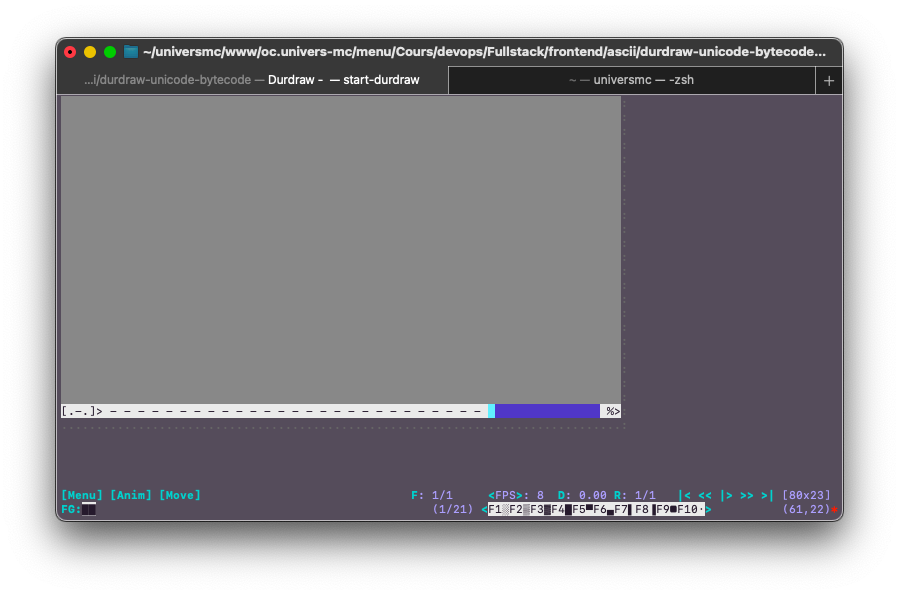 ~/universmc/www/oc.univers-mc/menu/Cours/devops/Fullstack/frontend/ascii/durdraw-unicode-bytecode...
...i/durdraw-unicode-bytecode — Durdraw - — start-durdraw
~ — universmc — -zsh
+
[.-.]> - - - - - - - - - - - - - - - - - - - - - - - - - - - %>
[Menu] [Anim] [Move] F: 1/1 <FPS>: 8 D: 0.00 R: 1/1 |< << |> >> >| [80x23]
FG:██ (1/21) <F1░F2▒F3▓F4█F5▀F6▄F7▌F8▐F9■F10·> (61,22)